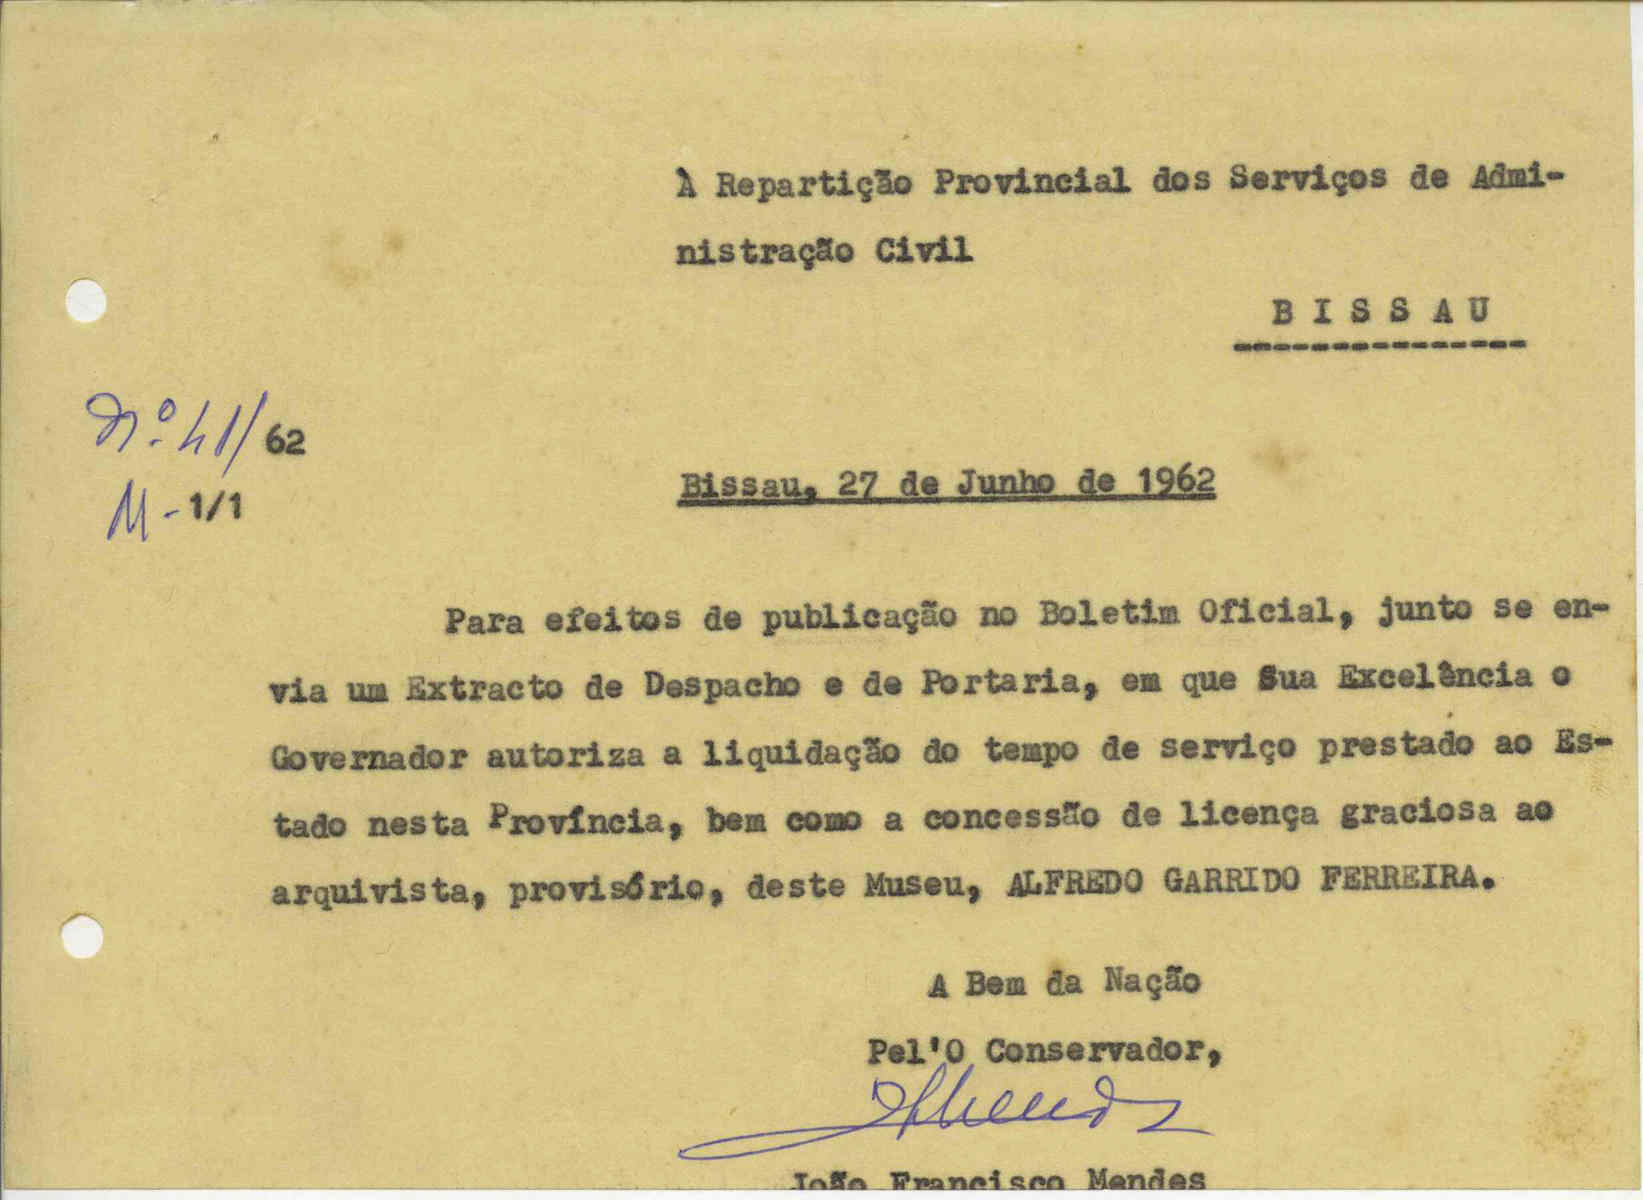 À Repartição Provincial dos Serviços de Admi-
nistração Civil
B I S S A U
Nº 41/62
M - 1/1
Bissau, 27 de Junho de 1962
Para efeitos de publicação no Boletim Oficial, junto se en-
via um Extracto de Despacho e de Portaria, em que Sua Excelência o
Governador autoriza a liquidação do tempo de serviço prestado ao Es-
tado nesta Província, bem como a concessão de licença graciosa ao
arquivista, provisório, deste Museu, ALFREDO GARRIDO FERREIRA.
A Bem da Nação
Pel'O Conservador,
João Francisco Mendes